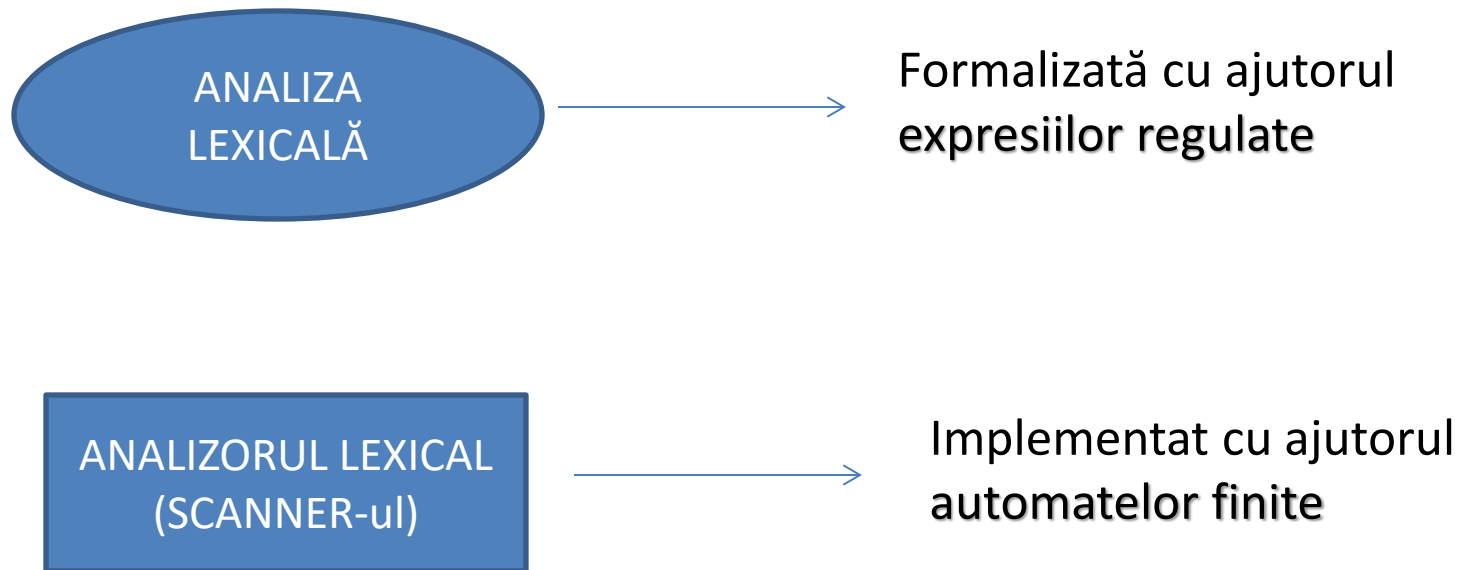 ANALIZA
LEXICALĂ
Formalizată cu ajutorul
expresiilor regulate
ANALIZORUL LEXICAL
(SCANNER-ul)
Implementat cu ajutorul
automatelor finite